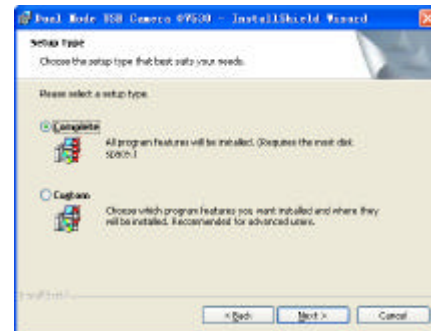 Dual Mode USB Camera - InstallShield Wizard
Setup Type
Choose the setup type that best suits your needs.
Please select a setup type.
Complete
All program features will be installed. (Requires the most disk
space.)
Custom
Choose which program features you want installed and where they
will be installed. Recommended for advanced users.
InstallShield
< Back
Next >
Cancel